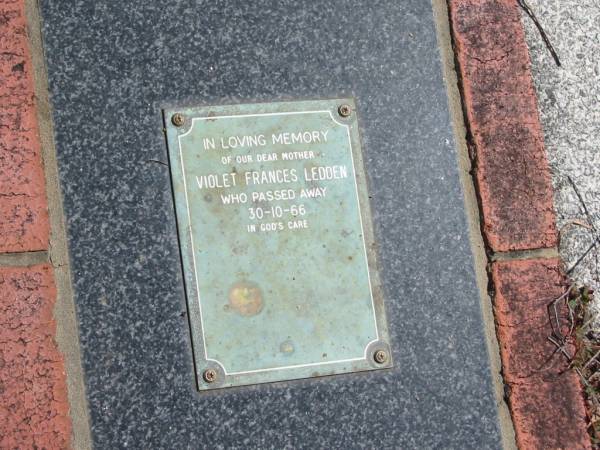 IN LOVING MEMORY
OF OUR DEAR MOTHER
VIOLET FRANCES LEDDEN
WHO PASSED AWAY
30-10-66
IN GOD'S CARE